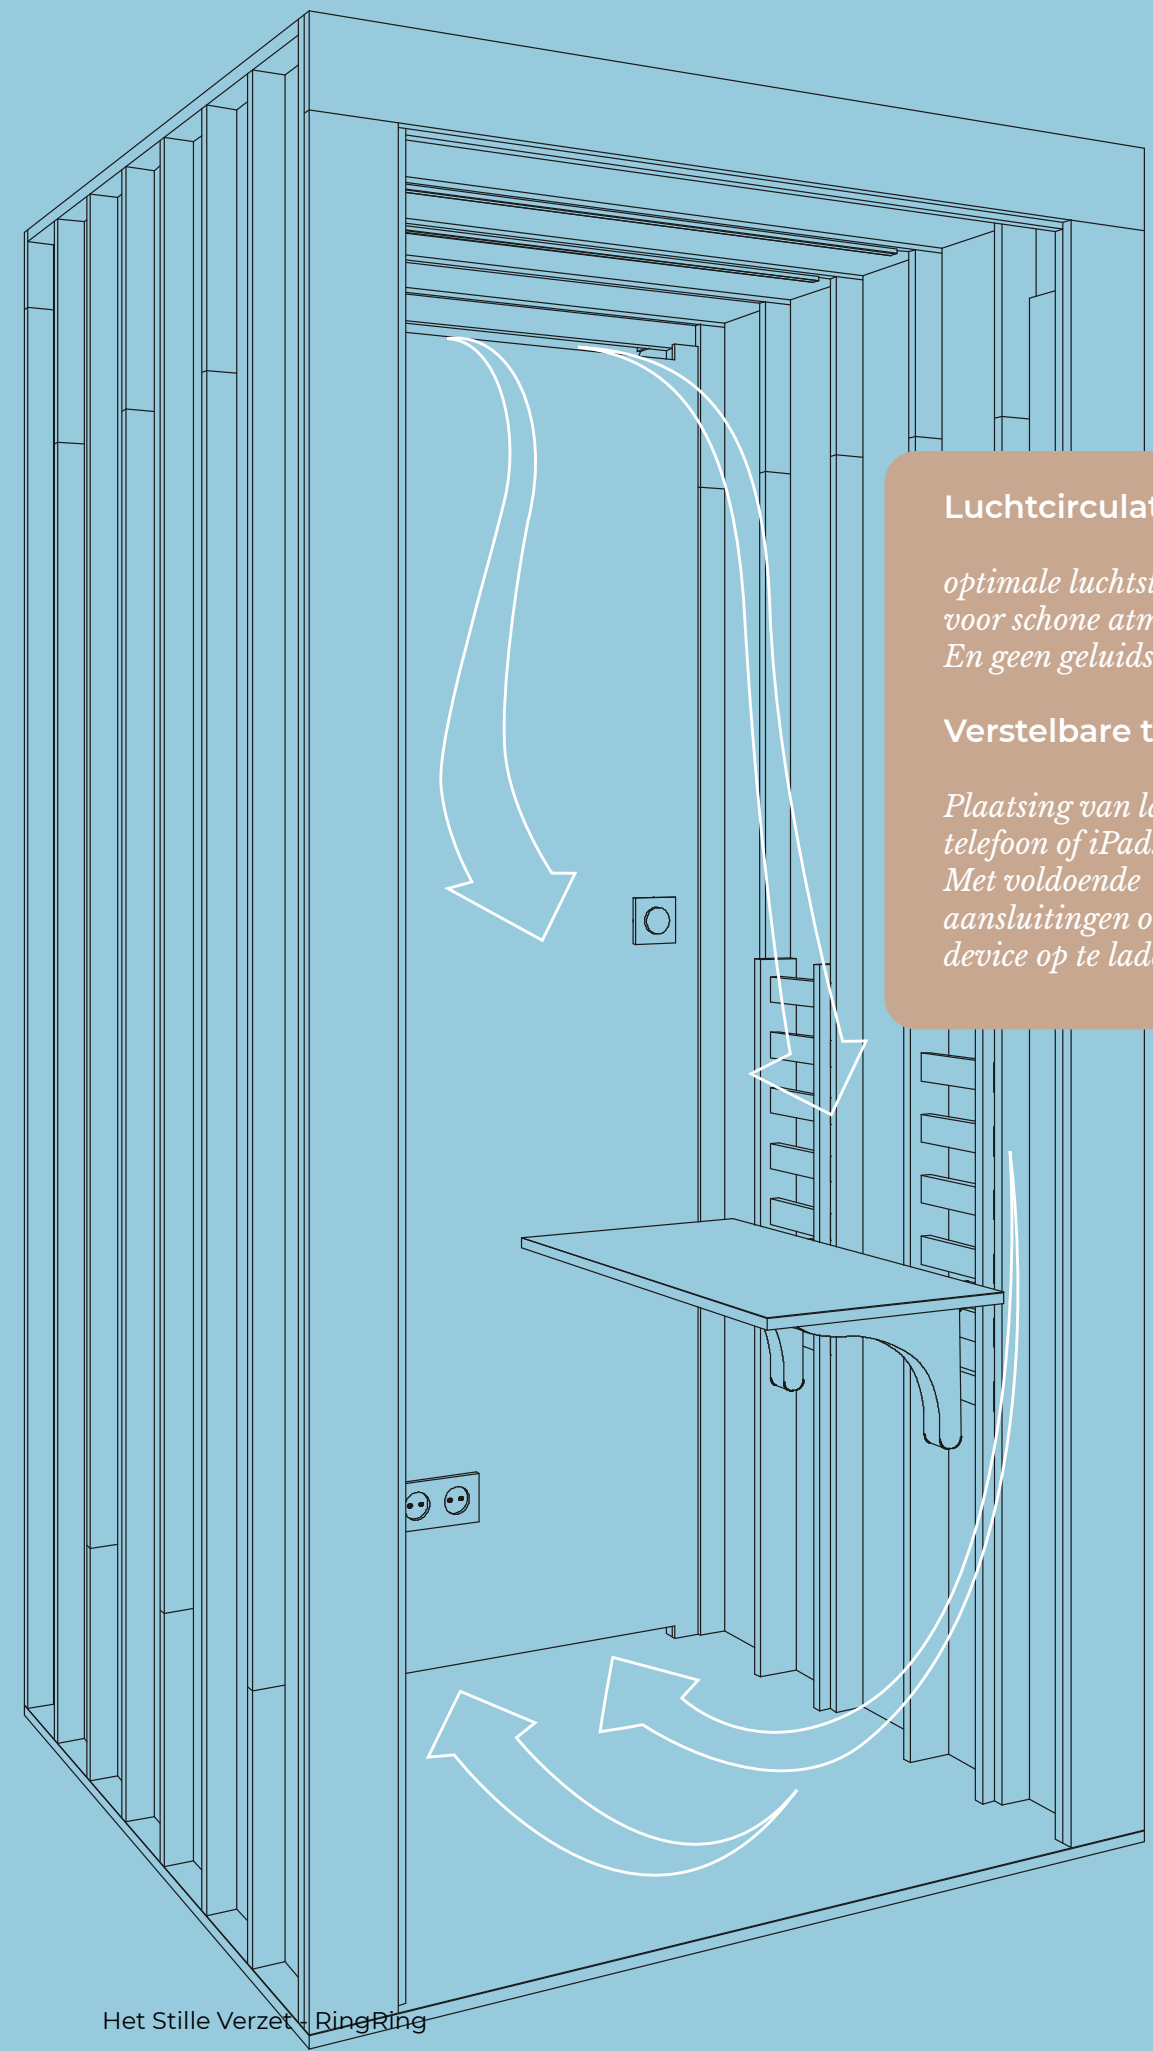 Luchtcirculat
optimale luchtst
voor schone atm
En geen geluids
Verstelbare t
Plaatsing van la
telefoon of iPad.
Met voldoende
aansluitingen o
device op te lade
Het Stille Verzet - RingRing